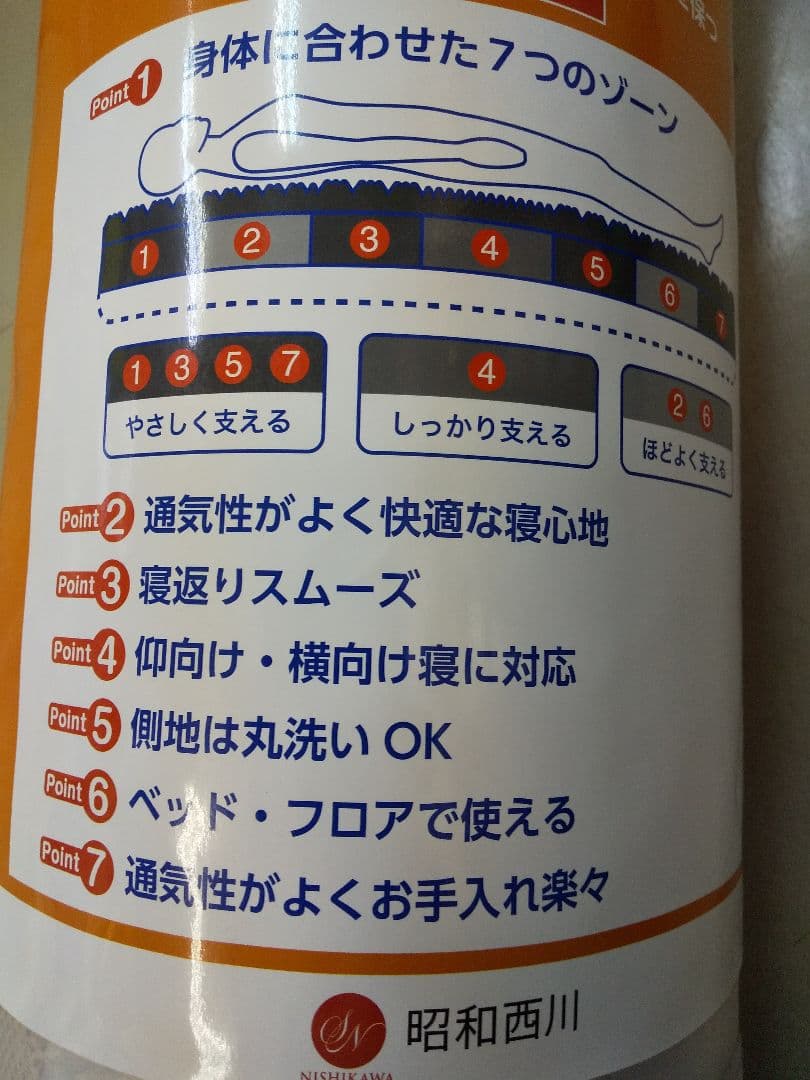 を保つ
Point 1 身体に合わせた7つのゾーン
1 2 3 4 5 6 7
1 3 5 7
やさしく支える
4
しっかり支える
2 6
ほどよく支える
Point 2 通気性がよく快適な寝心地
Point 3 寝返りスムーズ
Point 4 仰向け・横向け寝に対応
Point 5 側地は丸洗いOK
Point 6 ベッド・フロアで使える
Point 7 通気性がよくお手入れ楽々
SN
NISHIKAWA
昭和西川